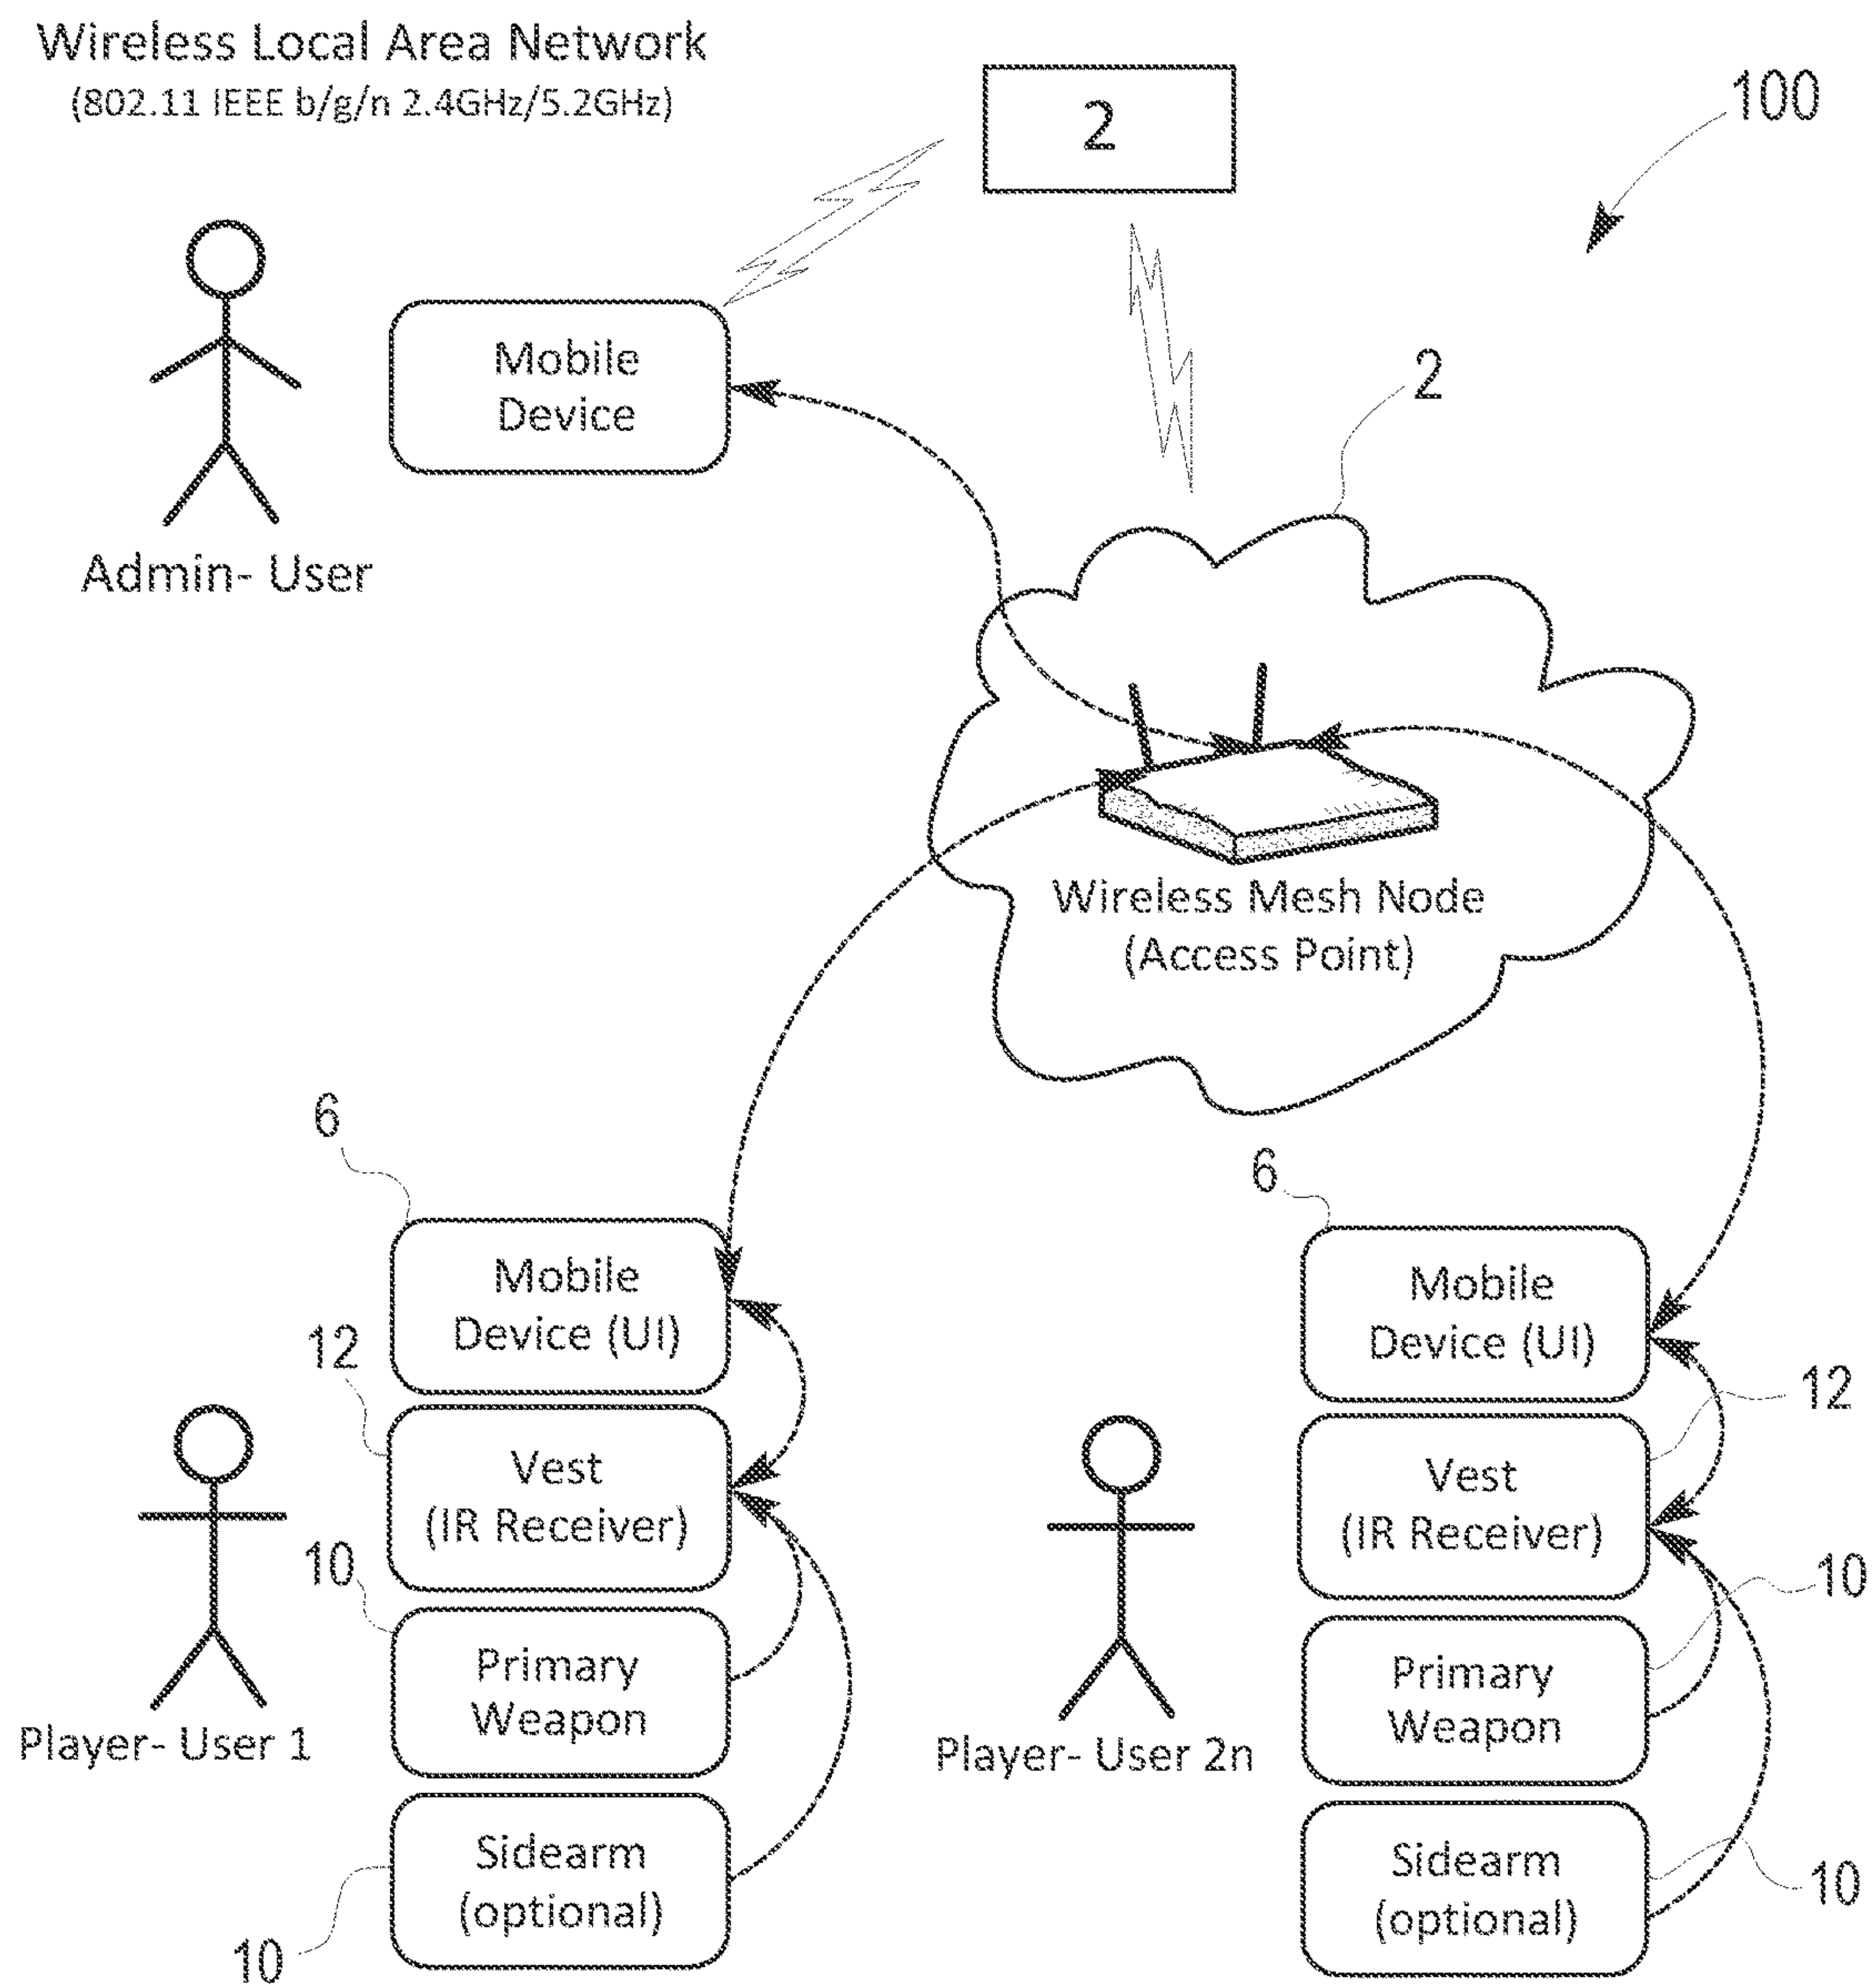 Wireless Local Area Network
(802.11 IEEE b/g/n 2.4GHz/5.2GHz)
2
100
Mobile
Device
2
Admin- User
Wireless Mesh Node
(Access Point)
6
Mobile
Device (UI)
12
Vest
(IR Receiver)
10
Primary
Weapon
Player- User 1
Sidearm
(optional)
10
6
Mobile
Device (UI)
12
Vest
(IR Receiver)
10
Primary
Weapon
Player- User 2n
Sidearm
(optional)
10